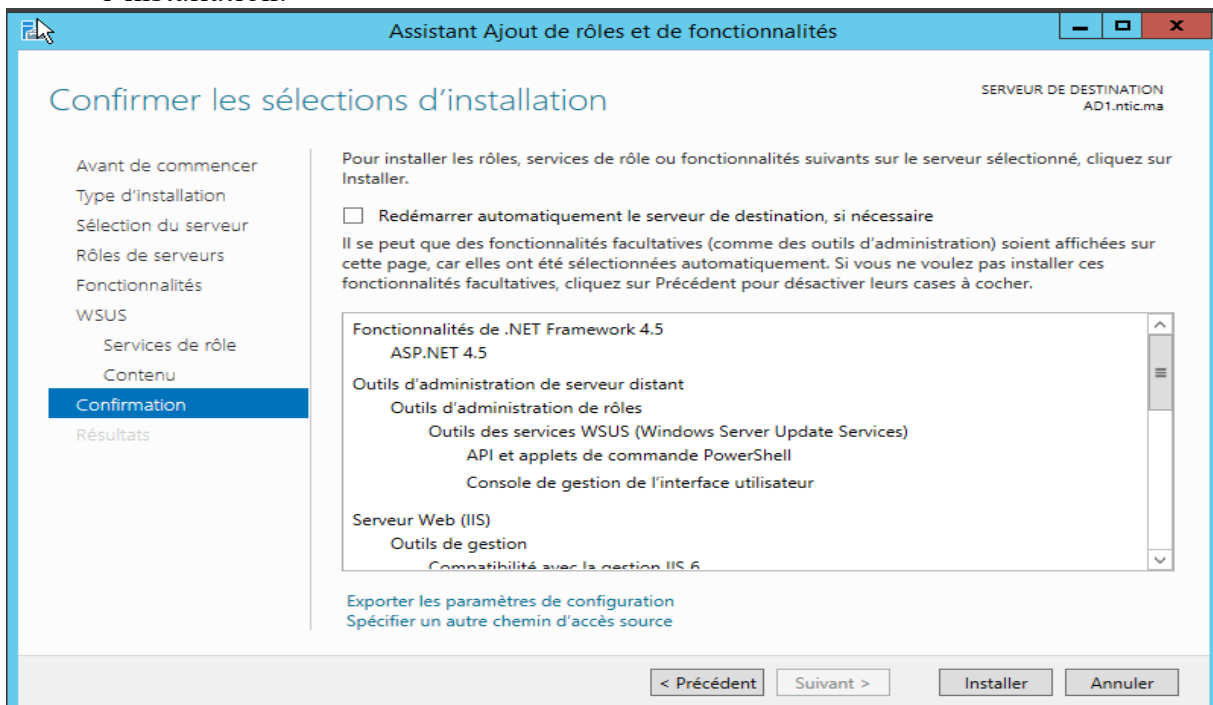 Assistant Ajout de rôles et de fonctionnalités
Confirmer les sélections d'installation
SERVEUR DE DESTINATION
AD1.ntic.ma
Avant de commencer
Type d'installation
Sélection du serveur
Rôles de serveurs
Fonctionnalités
WSUS
Services de rôle
Contenu
Confirmation
Résultats
Pour installer les rôles, services de rôle ou fonctionnalités suivants sur le serveur sélectionné, cliquez sur
Installer.
Redémarrer automatiquement le serveur de destination, si nécessaire
Il se peut que des fonctionnalités facultatives (comme des outils d'administration) soient affichées sur
cette page, car elles ont été sélectionnées automatiquement. Si vous ne voulez pas installer ces
fonctionnalités facultatives, cliquez sur Précédent pour désactiver leurs cases à cocher.
Fonctionnalités de .NET Framework 4.5
ASP.NET 4.5
Outils d'administration de serveur distant
Outils d'administration de rôles
Outils des services WSUS (Windows Server Update Services)
API et applets de commande PowerShell
Console de gestion de l'interface utilisateur
Serveur Web (IIS)
Outils de gestion
Compatibilité avec la gestion IIS 6
Exporter les paramètres de configuration
Spécifier un autre chemin d'accès source
< Précédent
Suivant >
Installer
Annuler